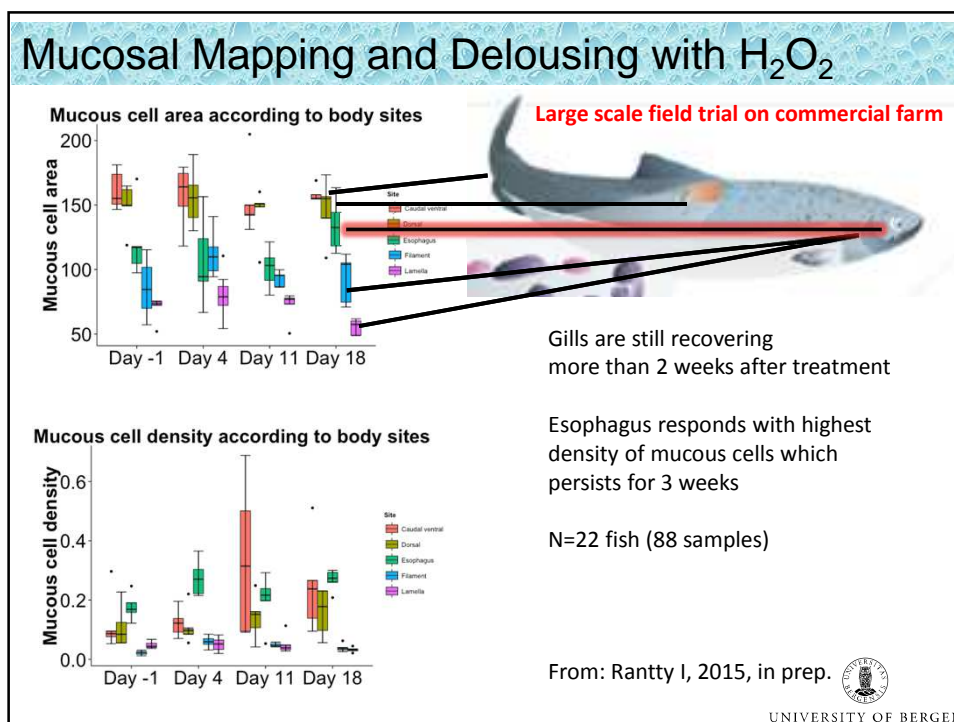 Mucosal Mapping and Delousing with H₂O₂
Mucous cell area according to body sites
Large scale field trial on commercial farm
Mucous cell area
200
150
100
50
Site
Caudal ventral
Dorsal
Esophagus
Filament
Lamella
Day -1 Day 4 Day 11 Day 18
Gills are still recovering
more than 2 weeks after treatment
Mucous cell density according to body sites
Esophagus responds with highest
density of mucous cells which
persists for 3 weeks
Mucous cell density
0.6
0.4
0.2
0.0
Site
Caudal ventral
Dorsal
Esophagus
Filament
Lamella
Day -1 Day 4 Day 11 Day 18
N=22 fish (88 samples)
From: Rantty I, 2015, in prep.
UNIVERSITY OF BERGEN